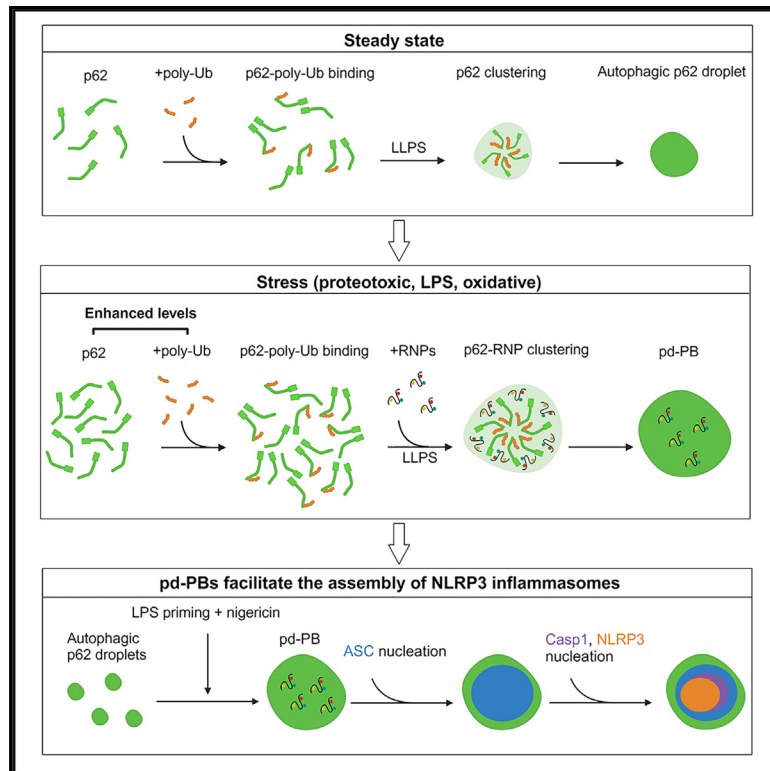 Steady state
p62
+poly-Ub
p62-poly-Ub binding
p62 clustering
Autophagic p62 droplet
LLPS
Stress (proteotoxic, LPS, oxidative)
Enhanced levels
p62
+poly-Ub
p62-poly-Ub binding
+RNPs
p62-RNP clustering
pd-PB
LLPS
pd-PBs facilitate the assembly of NLRP3 inflammasomes
LPS priming + nigericin
Autophagic
p62 droplets
pd-PB
ASC nucleation
Casp1, NLRP3
nucleation